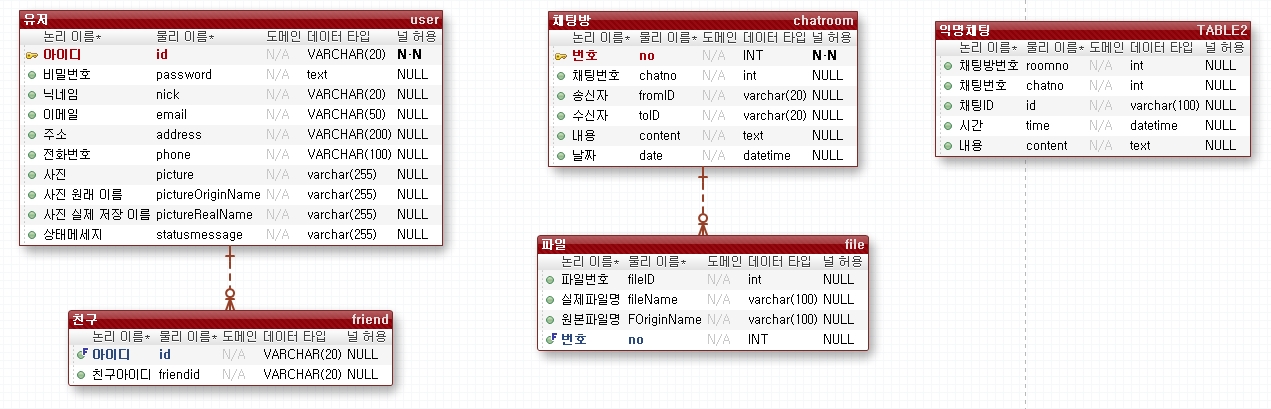 유저 user
논리 이름* 물리 이름* 도메인 데이터 타입 널 허용
아이디 id N/A VARCHAR(20) N-N
비밀번호 password N/A text NULL
닉네임 nick N/A VARCHAR(20) NULL
이메일 email N/A VARCHAR(50) NULL
주소 address N/A VARCHAR(200) NULL
전화번호 phone N/A VARCHAR(100) NULL
사진 picture N/A varchar(255) NULL
사진 원래 이름 pictureOriginName N/A varchar(255) NULL
사진 실제 저장 이름 pictureRealName N/A varchar(255) NULL
상태메세지 statusmessage N/A varchar(255) NULL
친구 friend
논리 이름* 물리 이름* 도메인 데이터 타입 널 허용
F 아이디 id N/A VARCHAR(20) NULL
친구아이디 friendid N/A VARCHAR(20) NULL
채팅방 chatroom
논리 이름* 물리 이름* 도메인 데이터 타입 널 허용
번호 no N/A INT N-N
채팅번호 chatno N/A int NULL
송신자 fromID N/A varchar(20) NULL
수신자 toID N/A varchar(20) NULL
내용 content N/A text NULL
날짜 date N/A datetime NULL
파일 file
논리 이름* 물리 이름* 도메인 데이터 타입 널 허용
파일번호 fileID N/A int NULL
실제파일명 fileName N/A varchar(100) NULL
원본파일명 FOriginName N/A varchar(100) NULL
F 번호 no N/A INT NULL
익명채팅 TABLE2
논리 이름* 물리 이름* 도메인 데이터 타입 널 허용
채팅방번호 roomno N/A int NULL
채팅번호 chatno N/A int NULL
채팅ID id N/A varchar(100) NULL
시간 time N/A datetime NULL
내용 content N/A text NULL